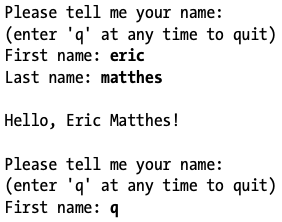 Please tell me your name:
(enter 'q' at any time to quit)
First name: eric
Last name: matthes
Hello, Eric Matthes!
Please tell me your name:
(enter 'q' at any time to quit)
First name: q